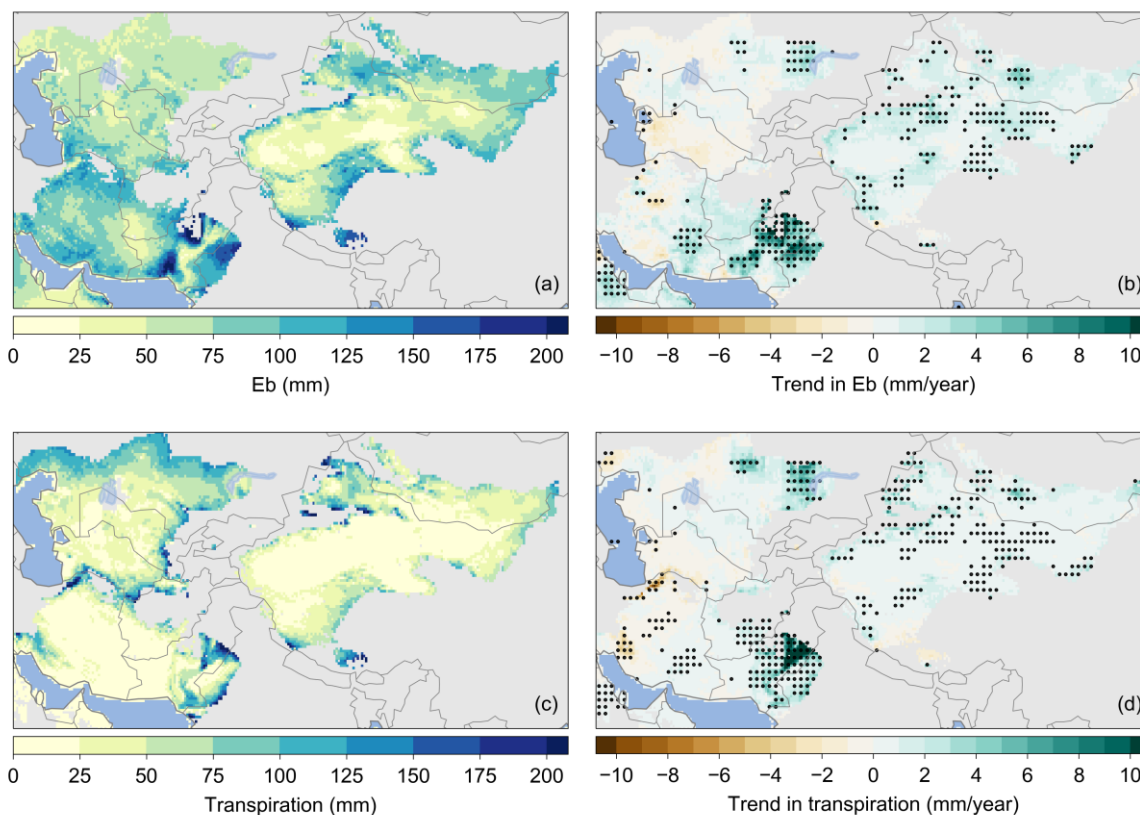 (a)
(b)
0 25 50 75 100 125 150 175 200
Eb (mm)
−10 −8 −6 −4 −2 0 2 4 6 8 10
Trend in Eb (mm/year)
(c)
(d)
0 25 50 75 100 125 150 175 200
Transpiration (mm)
−10 −8 −6 −4 −2 0 2 4 6 8 10
Trend in transpiration (mm/year)